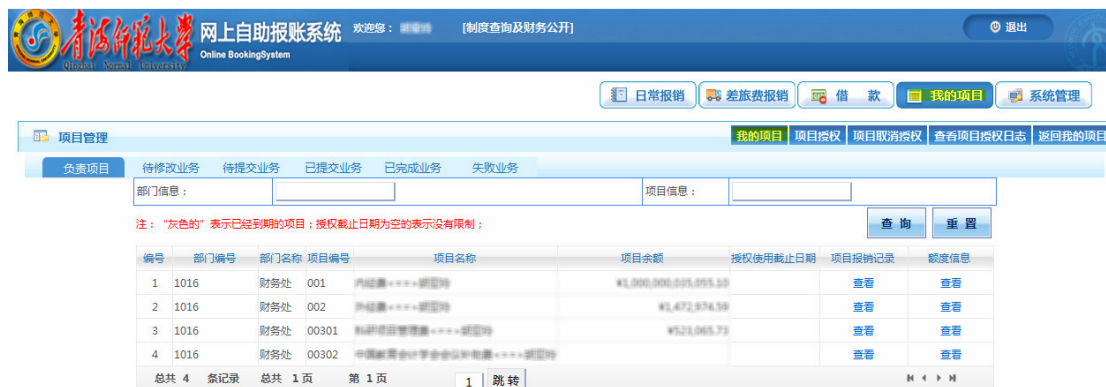 青海师范大学 网上自助报账系统 欢迎您： [制度查询及财务公开] 退出
Qinghai Normal University Online BookingSystem
日常报销 差旅费报销 借 款 我的项目 系统管理
项目管理 我的项目 项目授权 项目取消授权 查看项目授权日志 返回我的项目
负责项目 待修改业务 待提交业务 已提交业务 已完成业务 失败业务
部门信息： 项目信息：
注：“灰色的”表示已经到期的项目；授权截止日期为空的表示没有限制； 查 询 重 置
编号 部门编号 部门名称 项目编号 项目名称 项目余额 授权使用截止日期 项目报销记录 额度信息
1 1016 财务处 001 查看 查看
2 1016 财务处 002 查看 查看
3 1016 财务处 00301 查看 查看
4 1016 财务处 00302 查看 查看
总共 4 条记录 总共 1 页 第 1 页 1 跳 转